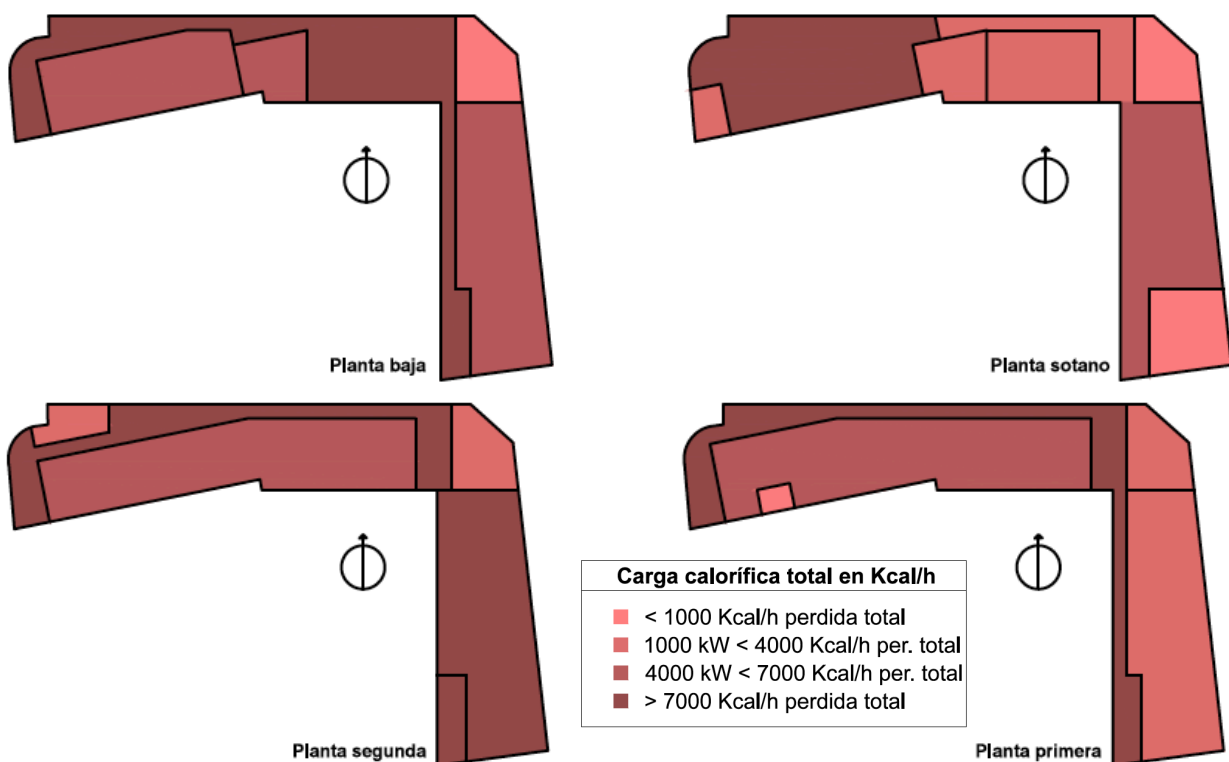 Planta baja
Planta sotano
Carga calorífica total en Kcal/h
< 1000 Kcal/h perdida total
1000 kW < 4000 Kcal/h per. total
4000 kW < 7000 Kcal/h per. total
> 7000 Kcal/h perdida total
Planta segunda
Planta primera